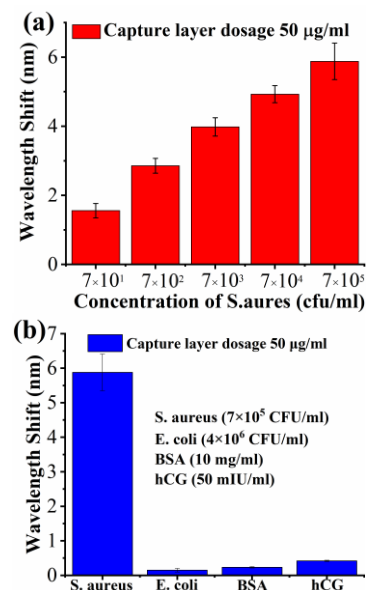 (a)
Capture layer dosage 50 μg/ml
6
4
2
0
Wavelength Shift (nm)
7×10¹ 7×10² 7×10³ 7×10⁴ 7×10⁵
Concentration of S.aures (cfu/ml)
(b)
Capture layer dosage 50 μg/ml
7
6
5
4
3
2
1
0
Wavelength Shift (nm)
S. aureus (7×10⁵ CFU/ml)
E. coli (4×10⁶ CFU/ml)
BSA (10 mg/ml)
hCG (50 mIU/ml)
S. aureus E. coli BSA hCG